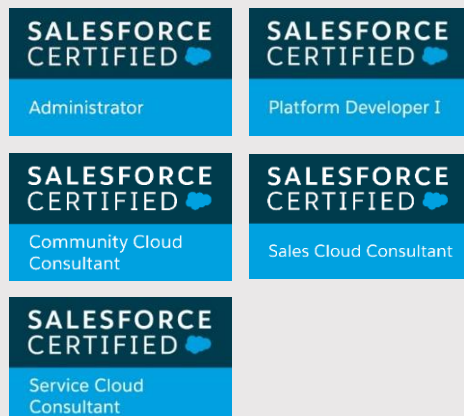 SALESFORCE
CERTIFIED
Administrator
SALESFORCE
CERTIFIED
Platform Developer I
SALESFORCE
CERTIFIED
Community Cloud
Consultant
SALESFORCE
CERTIFIED
Sales Cloud Consultant
SALESFORCE
CERTIFIED
Service Cloud
Consultant